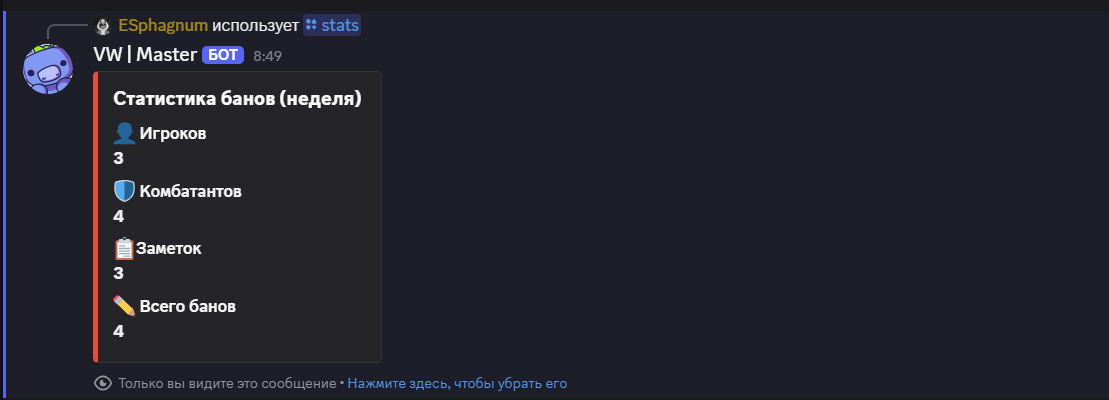 ESphagnum использует stats
VW | Master БОТ 8:49
Статистика банов (неделя)
Игроков
3
Комбатантов
4
Заметок
3
Всего банов
4
Только вы видите это сообщение • Нажмите здесь, чтобы убрать его